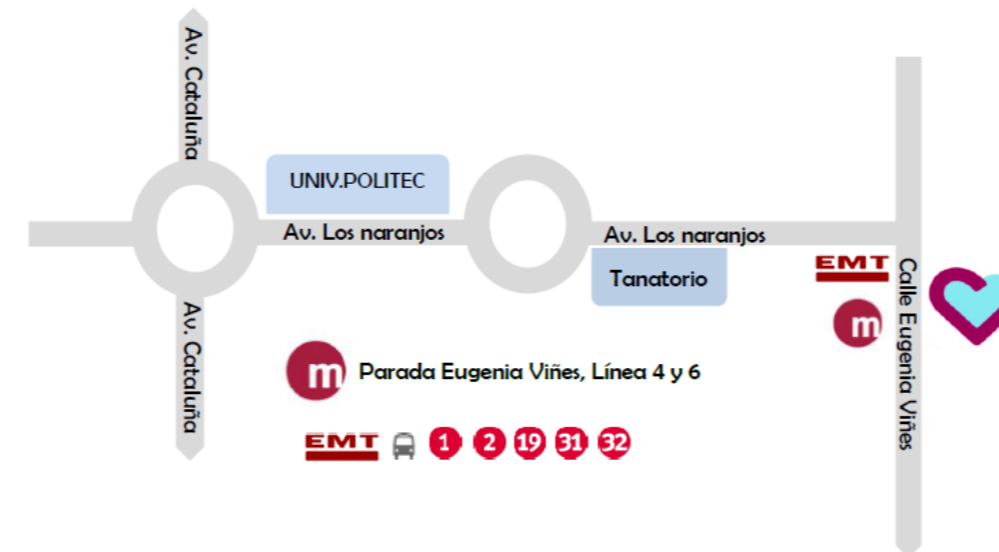 Av. Cataluña
UNIV.POLITEC
Av. Los naranjos
Av. Los naranjos
Tanatorio
EMT
m
Calle Eugenia Viñes
Av. Cataluña
m Parada Eugenia Viñes, Línea 4 y 6
EMT 1 2 19 31 32